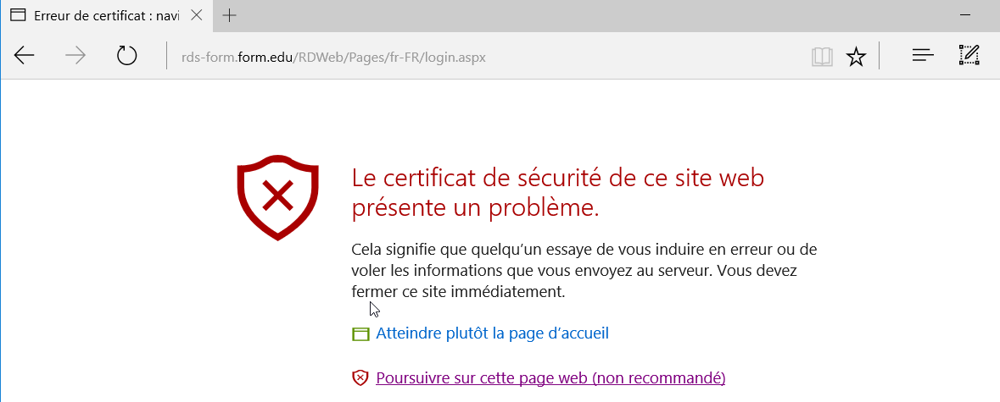 Erreur de certificat : navi
rds-form.form.edu/RDWeb/Pages/fr-FR/login.aspx
Le certificat de sécurité de ce site web
présente un problème.
Cela signifie que quelqu'un essaye de vous induire en erreur ou de
voler les informations que vous envoyez au serveur. Vous devez
fermer ce site immédiatement.
Atteindre plutôt la page d'accueil
Poursuivre sur cette page web (non recommandé)